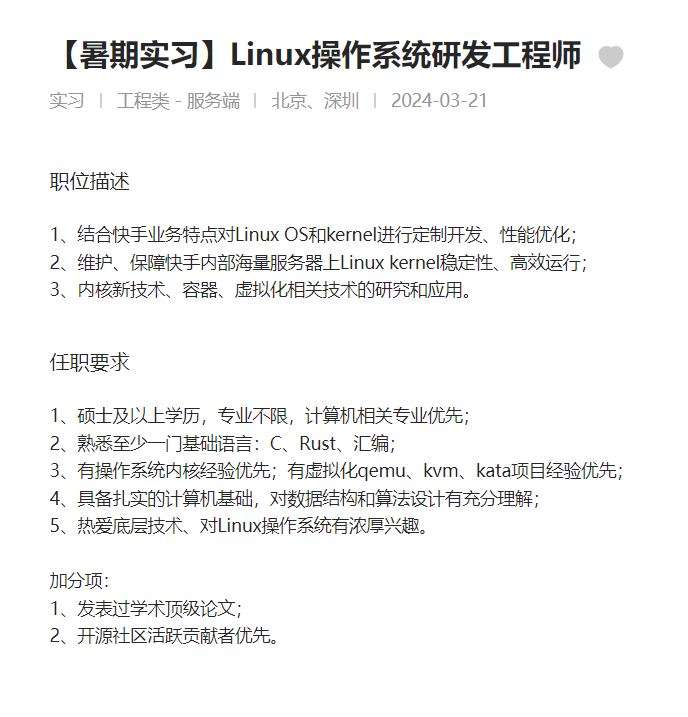 【暑期实习】Linux操作系统研发工程师
实习 | 工程类 - 服务端 | 北京、深圳 | 2024-03-21
职位描述
1、结合快手业务特点对Linux OS和kernel进行定制开发、性能优化；
2、维护、保障快手内部海量服务器上Linux kernel稳定性、高效运行；
3、内核新技术、容器、虚拟化相关技术的研究和应用。
任职要求
1、硕士及以上学历，专业不限，计算机相关专业优先；
2、熟悉至少一门基础语言：C、Rust、汇编；
3、有操作系统内核经验优先；有虚拟化qemu、kvm、kata项目经验优先；
4、具备扎实的计算机基础，对数据结构和算法设计有充分理解；
5、热爱底层技术、对Linux操作系统有浓厚兴趣。
加分项：
1、发表过学术顶级论文；
2、开源社区活跃贡献者优先。